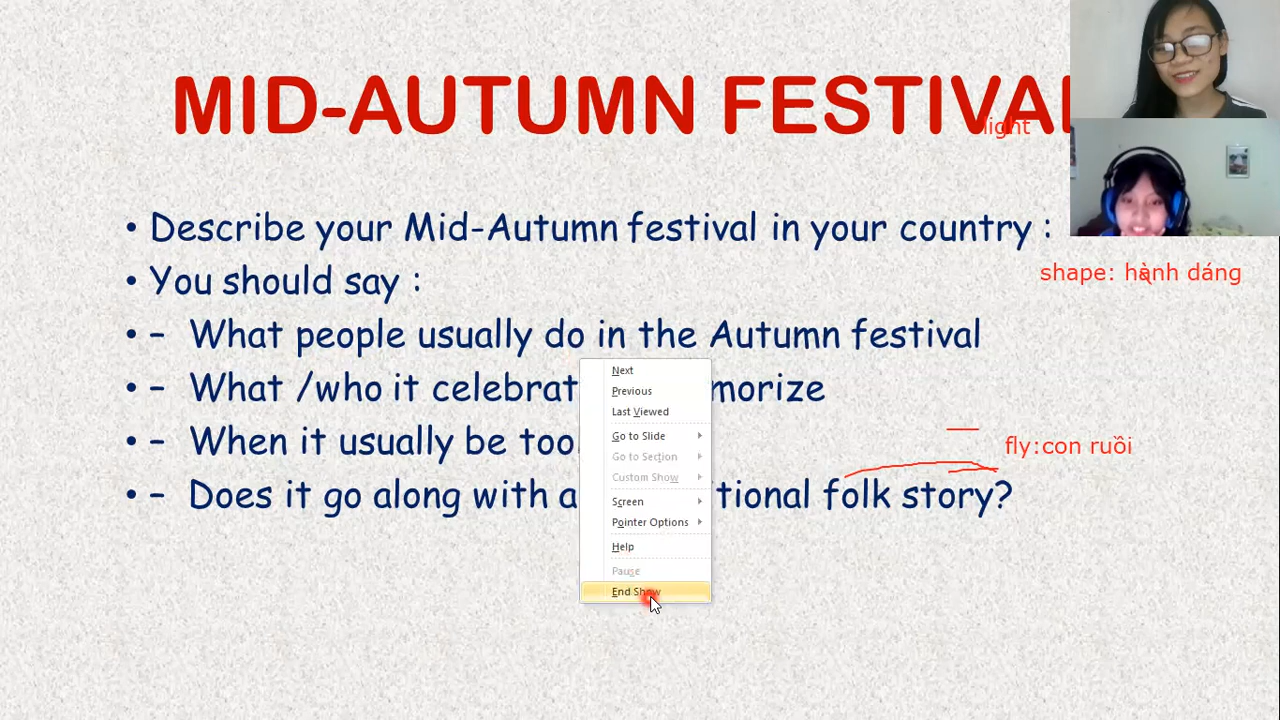 MID-AUTUMN FESTIVAL
light
• Describe your Mid-Autumn festival in your country :
shape: hành dáng
• You should say :
• – What people usually do in the Autumn festival
• – What /who it celebrat morize
• – When it usually be too
fly:con ruồi
• – Does it go along with a tional folk story?
Next
Previous
Last Viewed
Go to Slide
Go to Section
Custom Show
Screen
Pointer Options
Help
Pause
End Show